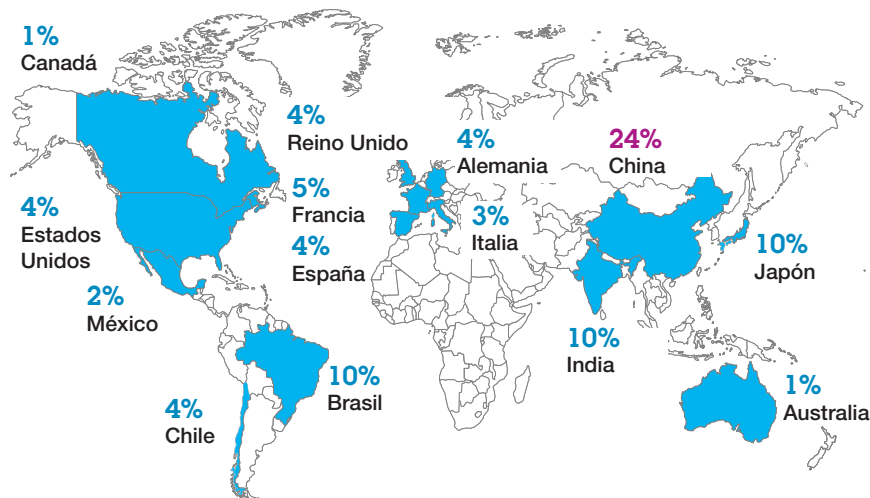 1%
Canadá
4%
Reino Unido
4%
Alemania
24%
China
5%
Francia
4%
Estados
Unidos
3%
Italia
4%
España
10%
Japón
2%
México
10%
India
10%
Brasil
1%
Australia
4%
Chile